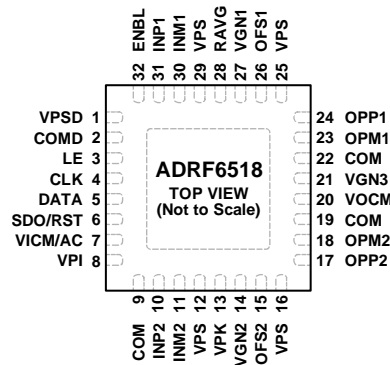 32 ENBL
31 INP1
30 INM1
29 VPS
28 RAVG
27 VGN1
26 OFS1
25 VPS
VPSD 1
COMD 2
LE 3
CLK 4
DATA 5
SDO/RST 6
VICM/AC 7
VPI 8
ADRF6518
TOP VIEW
(Not to Scale)
24 OPP1
23 OPM1
22 COM
21 VGN3
20 VOCM
19 COM
18 OPM2
17 OPP2
COM 9
INP2 10
INM2 11
VPS 12
VPK 13
VGN2 14
OFS2 15
VPS 16